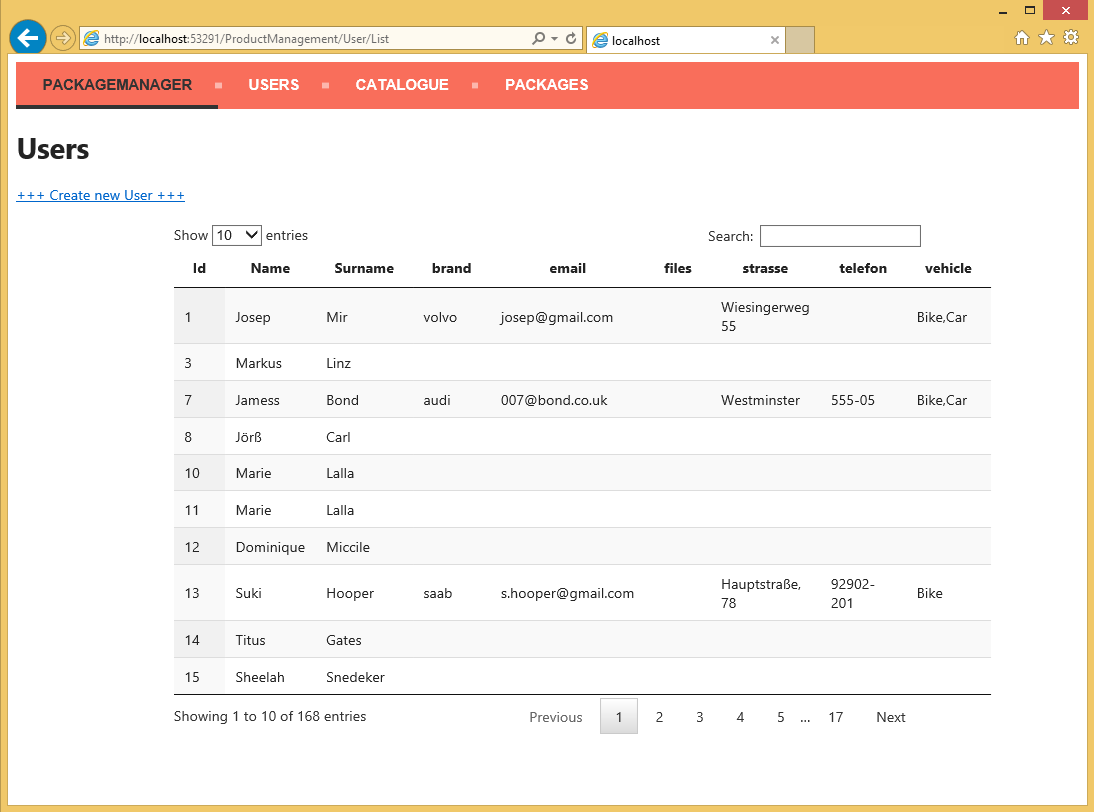 http://localhost:53291/ProductManagement/User/List localhost
PACKAGEMANAGER USERS CATALOGUE PACKAGES
Users
+++ Create new User +++
Show 10 entries Search:
Id Name Surname brand email files strasse telefon vehicle
1 Josep Mir volvo josep@gmail.com Wiesingerweg 55 Bike,Car
3 Markus Linz
7 Jamess Bond audi 007@bond.co.uk Westminster 555-05 Bike,Car
8 Jörß Carl
10 Marie Lalla
11 Marie Lalla
12 Dominique Miccile
13 Suki Hooper saab s.hooper@gmail.com Hauptstraße, 78 92902-201 Bike
14 Titus Gates
15 Sheelah Snedeker
Showing 1 to 10 of 168 entries Previous 1 2 3 4 5 ... 17 Next